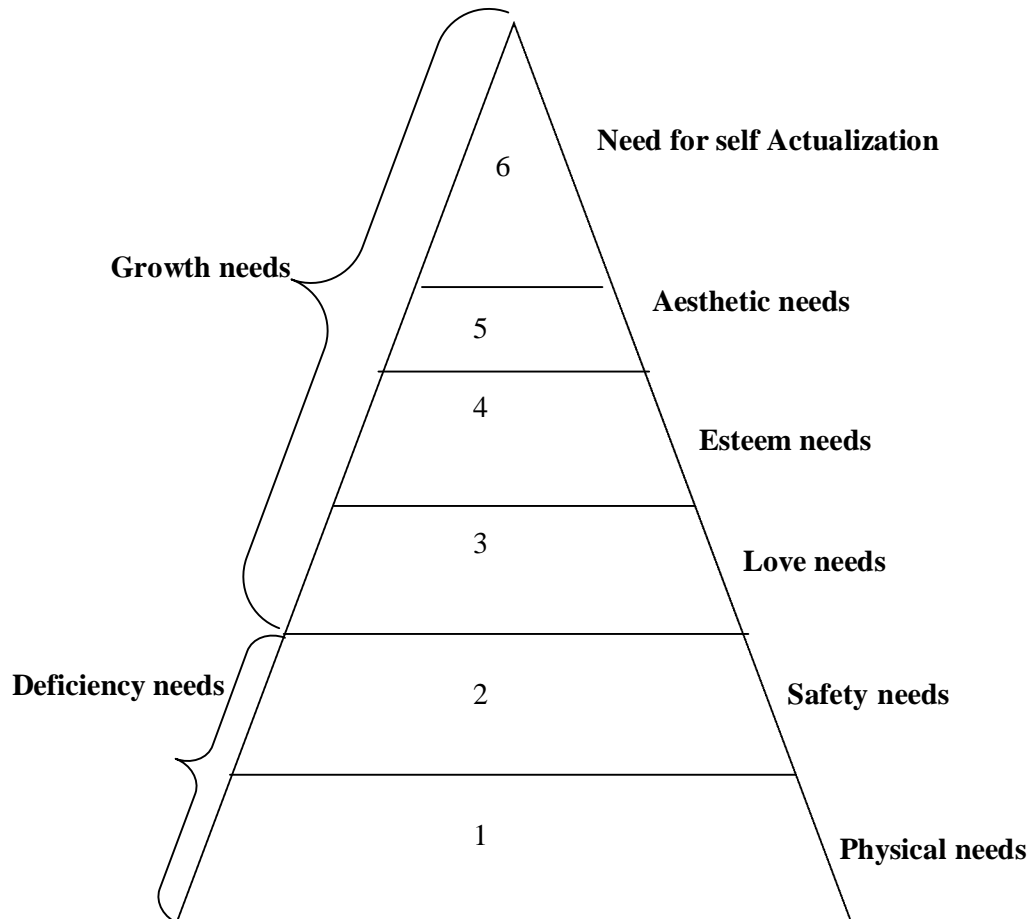 Need for self Actualization
6
Growth needs
Aesthetic needs
5
4
Esteem needs
3
Love needs
Deficiency needs
2
Safety needs
1
Physical needs